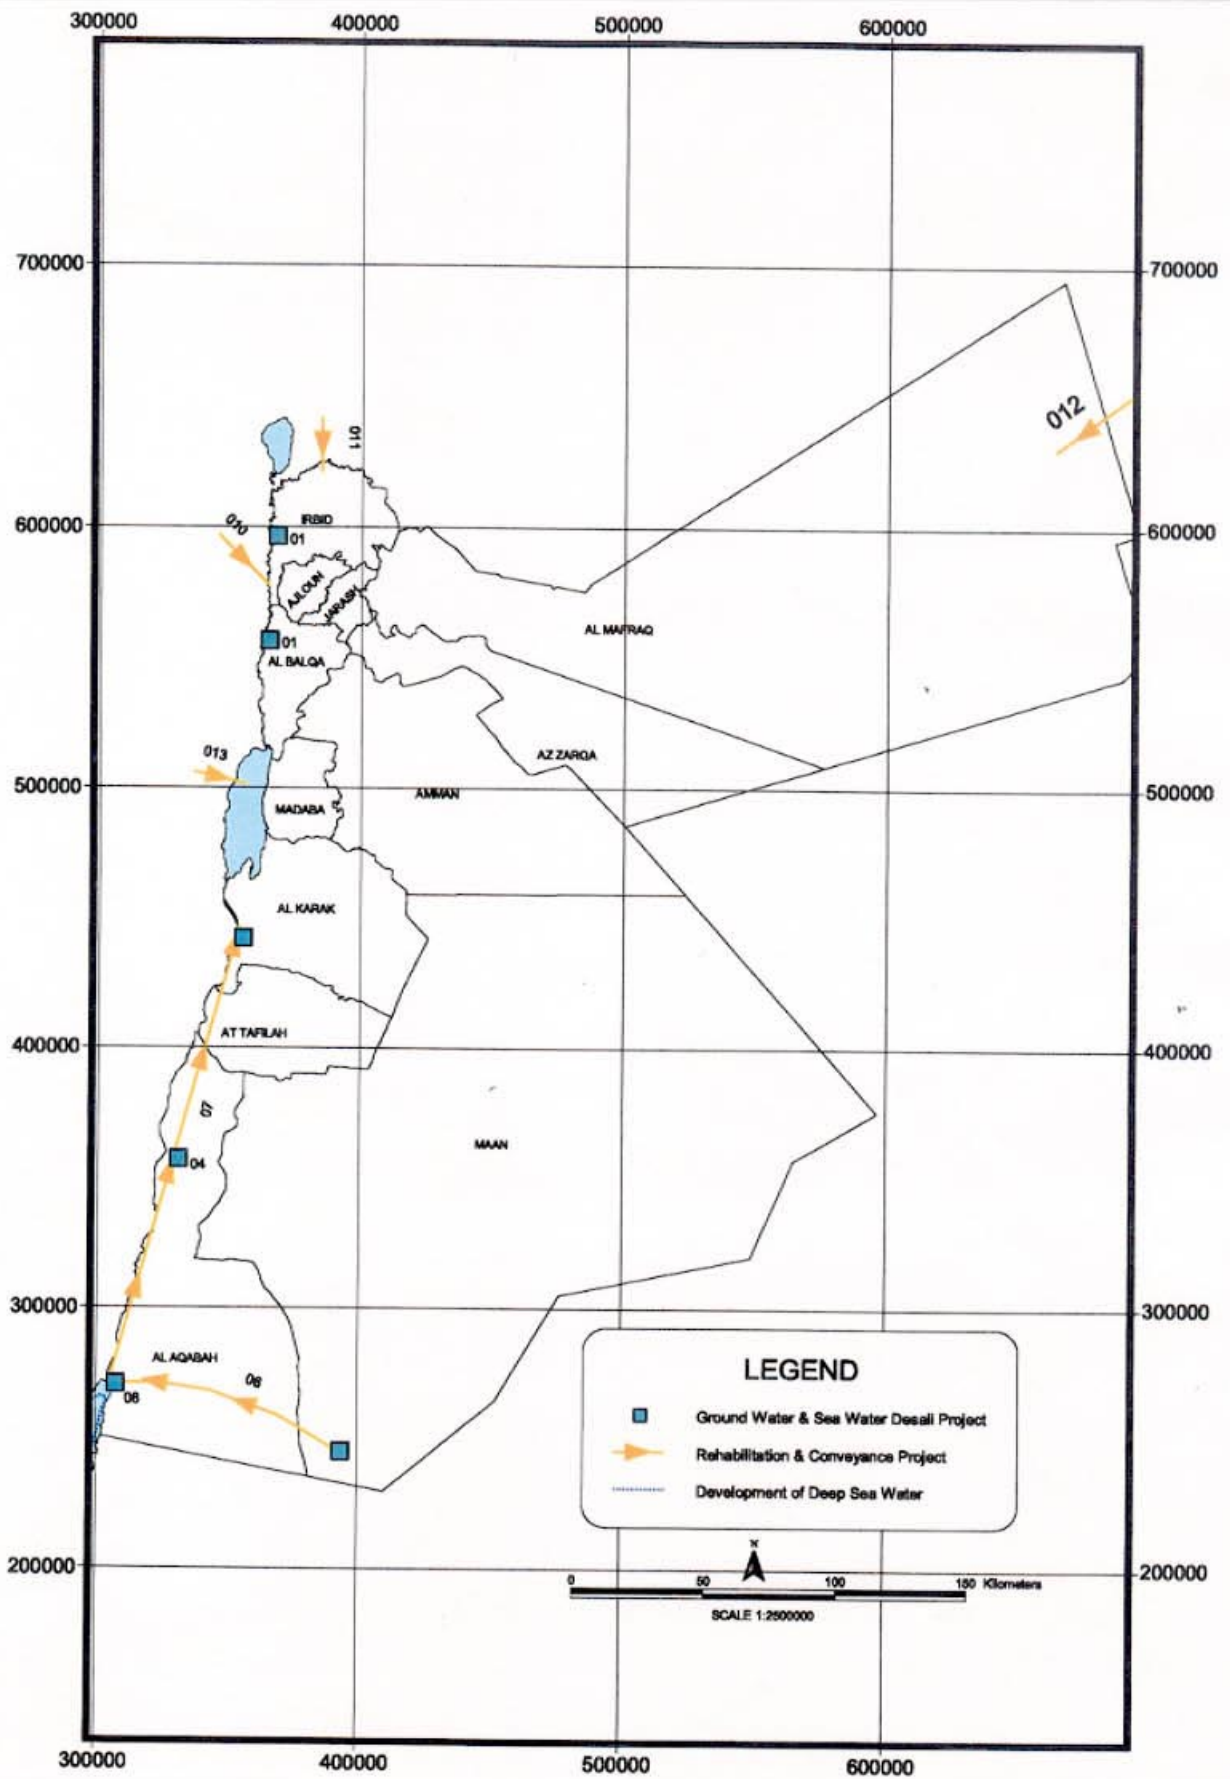 300000 400000 500000 600000
700000 700000
012
011
010
600000 IRBID 600000
01
AJLOUN
JARASH
AL MAFRAQ
01
AL BALQA
013
AZ ZARQA
500000 500000
MADABA AMMAN
AL KARAK
AT TAFILAH
400000 400000
07
MAAN
04
300000 300000
AL AQABAH
06
06
LEGEND
Ground Water & Sea Water Desali Project
Rehabilitation & Conveyance Project
Development of Deep Sea Water
N
200000 200000
0 50 100 150 Kilometers
SCALE 1:2500000
300000 400000 500000 600000